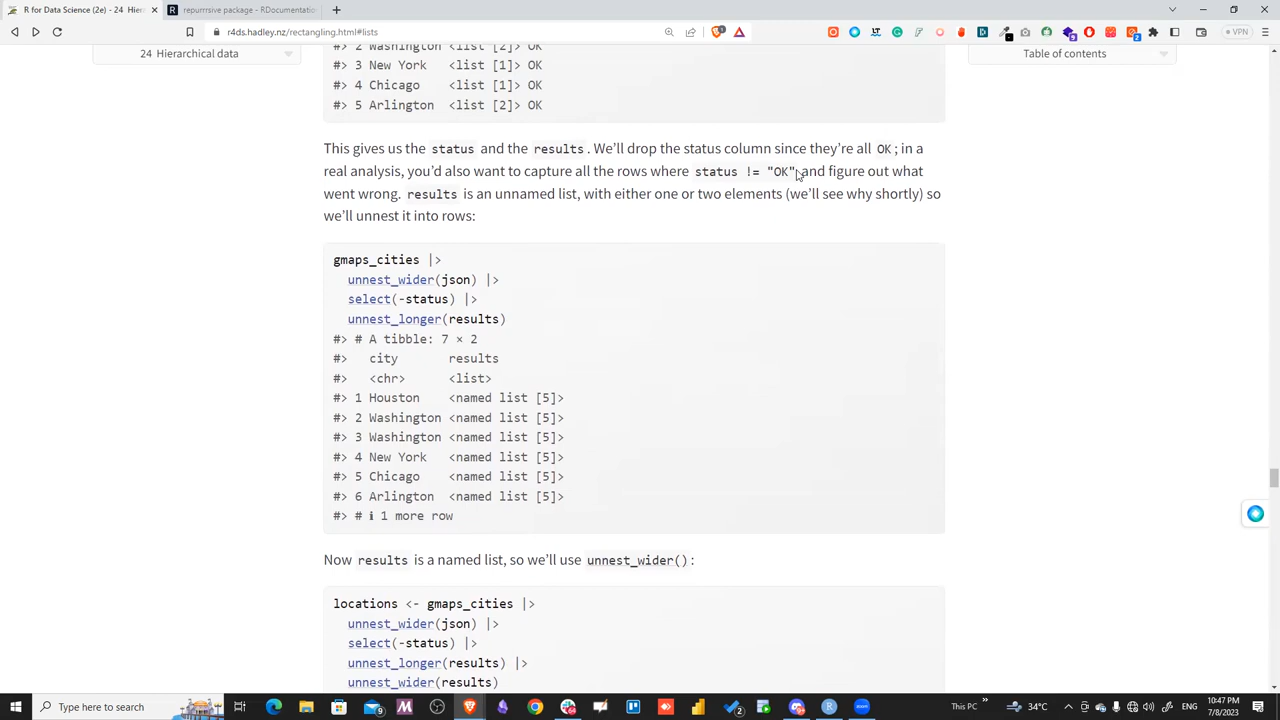 R for Data Science (2e) - 24 Hiera
repurrrsive package - RDocumentatio
r4ds.hadley.nz/rectangling.html#lists
VPN
24 Hierarchical data
Table of contents
#> 2 Washington <list [2]> OK
#> 3 New York <list [1]> OK
#> 4 Chicago <list [1]> OK
#> 5 Arlington <list [2]> OK
This gives us the status and the results. We'll drop the status column since they're all OK; in a
real analysis, you'd also want to capture all the rows where status != "OK" and figure out what
went wrong. results is an unnamed list, with either one or two elements (we'll see why shortly) so
we'll unnest it into rows:
gmaps_cities |>
unnest_wider(json) |>
select(-status) |>
unnest_longer(results)
#> # A tibble: 7 × 2
#> city results
#> <chr> <list>
#> 1 Houston <named list [5]>
#> 2 Washington <named list [5]>
#> 3 Washington <named list [5]>
#> 4 New York <named list [5]>
#> 5 Chicago <named list [5]>
#> 6 Arlington <named list [5]>
#> # ℹ 1 more row
Now results is a named list, so we'll use unnest_wider():
locations <- gmaps_cities |>
unnest_wider(json) |>
select(-status) |>
unnest_longer(results) |>
unnest_wider(results)
Type here to search
This PC
34°C
10:47 PM
7/8/2023